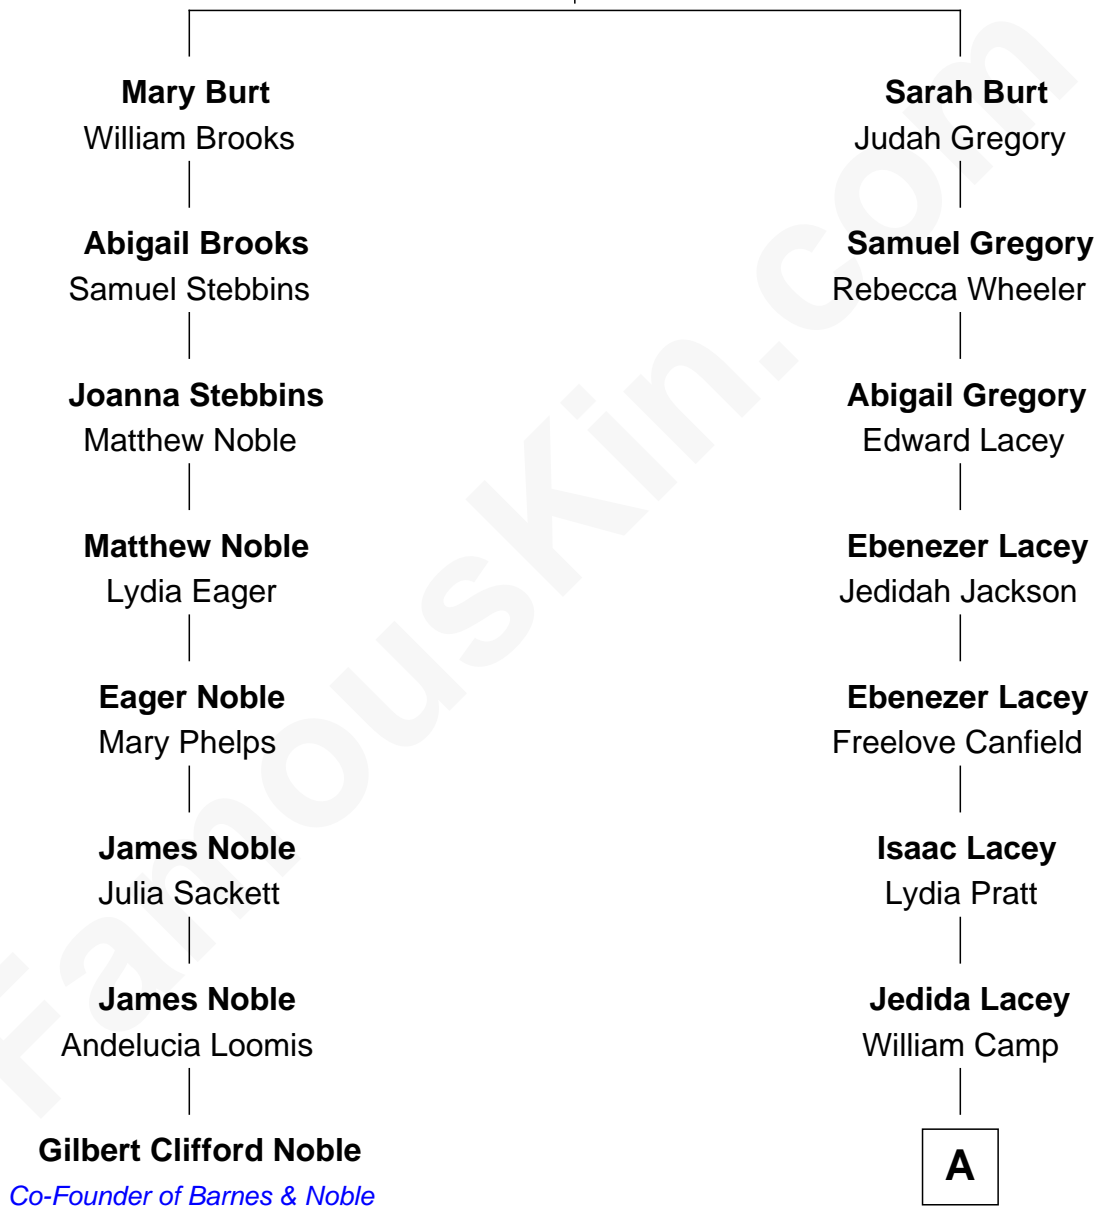 Mary Burt
William Brooks
Abigail Brooks
Samuel Stebbins
Joanna Stebbins
Matthew Noble
Matthew Noble
Lydia Eager
Eager Noble
Mary Phelps
James Noble
Julia Sackett
James Noble
Andelucia Loomis
Gilbert Clifford Noble
Co-Founder of Barnes & Noble
Sarah Burt
Judah Gregory
Samuel Gregory
Rebecca Wheeler
Abigail Gregory
Edward Lacey
Ebenezer Lacey
Jedidah Jackson
Ebenezer Lacey
Freelove Canfield
Isaac Lacey
Lydia Pratt
Jedida Lacey
William Camp
A
FamousKin.com